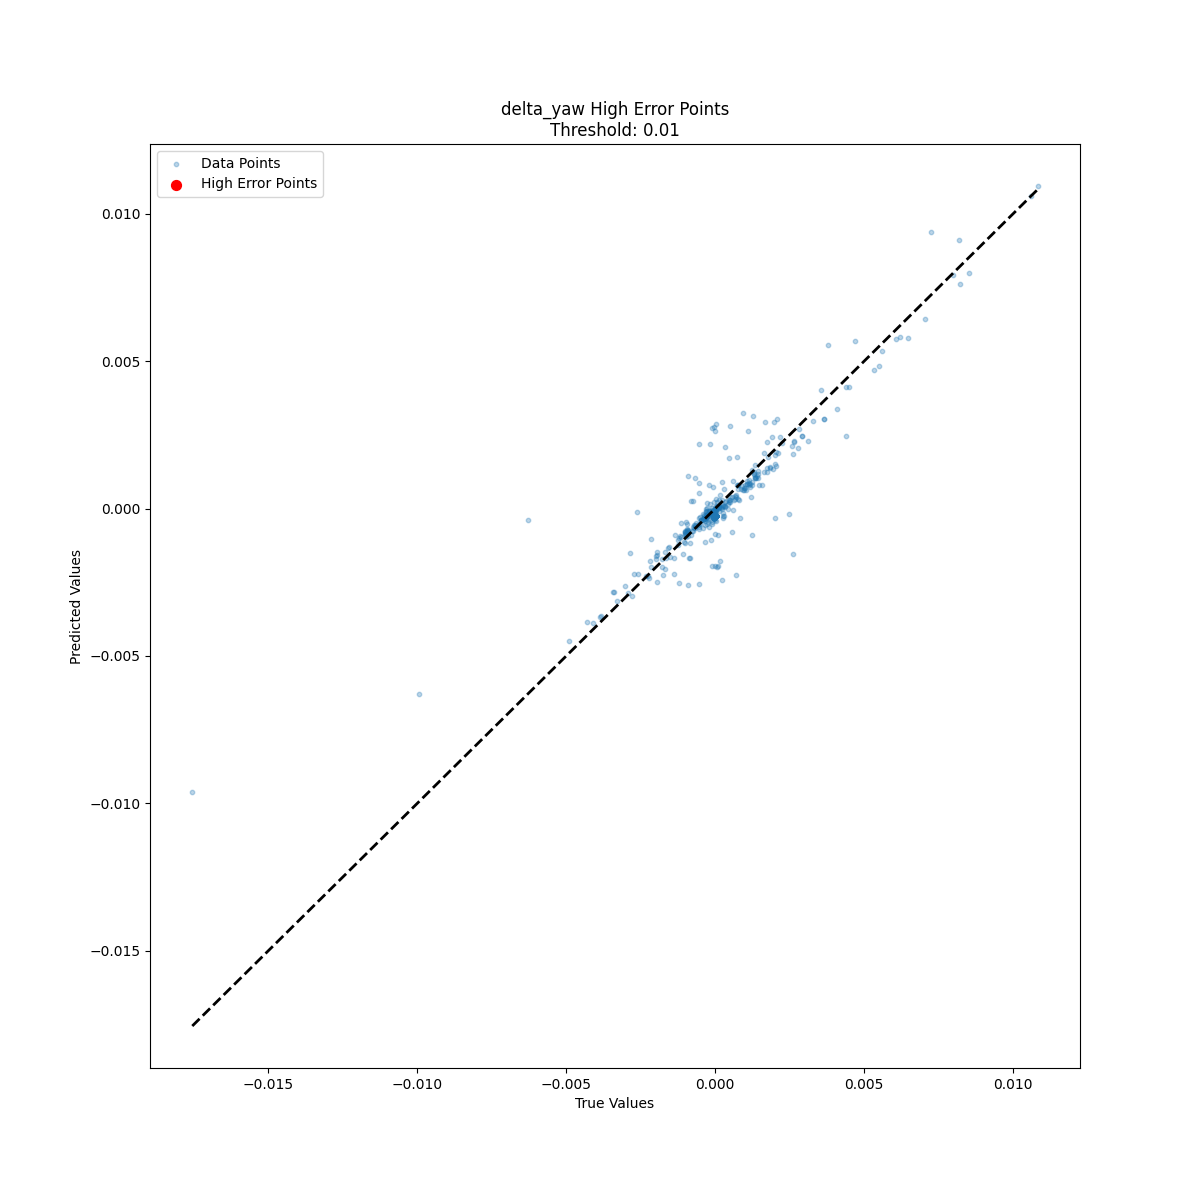 delta_yaw High Error Points
Threshold: 0.01
Data Points
High Error Points
0.010
0.005
0.000
−0.005
−0.010
−0.015
Predicted Values
−0.015
−0.010
−0.005
0.000
0.005
0.010
True Values